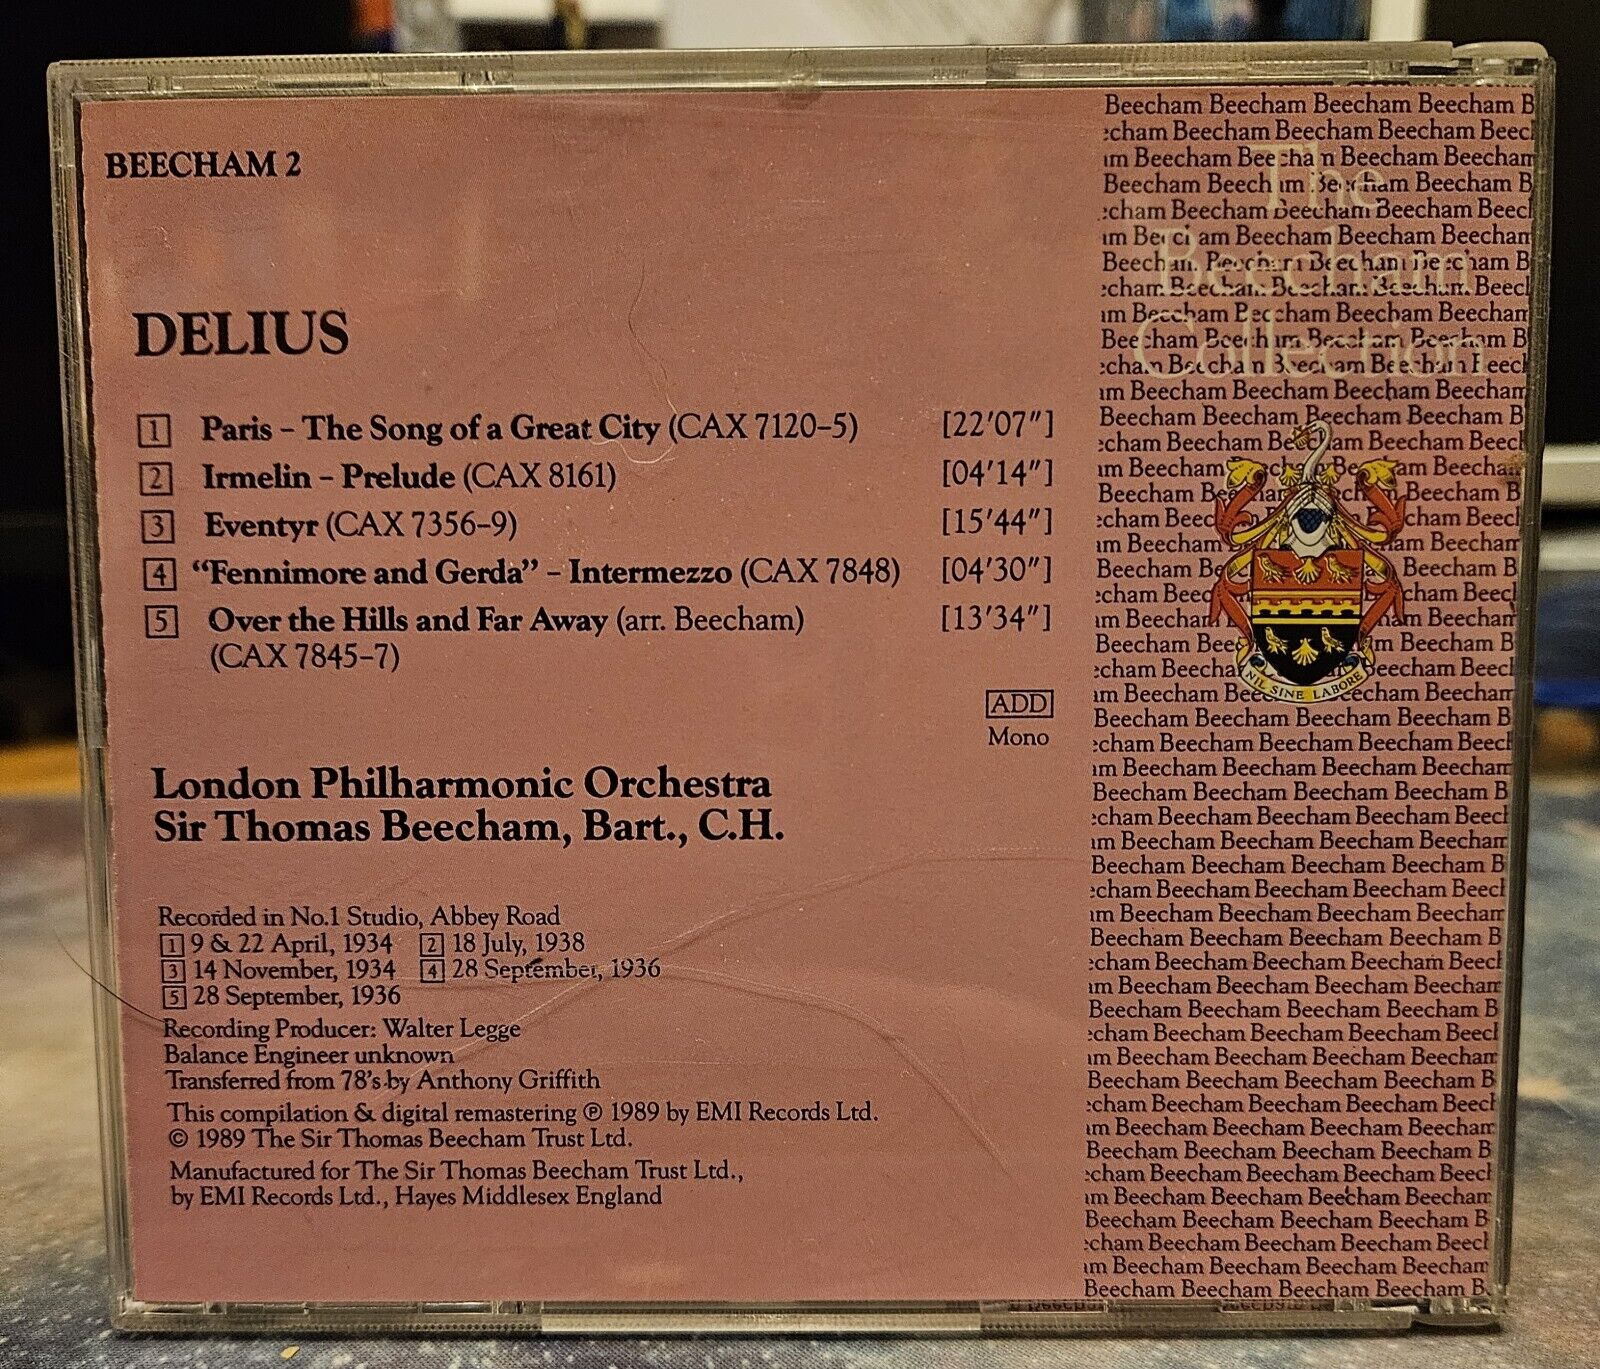 BEECHAM 2
DELIUS
1 Paris – The Song of a Great City (CAX 7120–5) [22′07″]
2 Irmelin – Prelude (CAX 8161) [04′14″]
3 Eventyr (CAX 7356–9) [15′44″]
4 “Fennimore and Gerda” – Intermezzo (CAX 7848) [04′30″]
5 Over the Hills and Far Away (arr. Beecham) [13′34″]
(CAX 7845–7)
ADD
Mono
London Philharmonic Orchestra
Sir Thomas Beecham, Bart., C.H.
Recorded in No.1 Studio, Abbey Road
1 9 & 22 April, 1934 2 18 July, 1938
3 14 November, 1934 4 28 September, 1936
5 28 September, 1936
Recording Producer: Walter Legge
Balance Engineer unknown
Transferred from 78's by Anthony Griffith
This compilation & digital remastering ℗ 1989 by EMI Records Ltd.
© 1989 The Sir Thomas Beecham Trust Ltd.
Manufactured for The Sir Thomas Beecham Trust Ltd.,
by EMI Records Ltd., Hayes Middlesex England
The
Beecham
Collection
NIL SINE LABORE
Beecham Beecham Beecham Beecham B